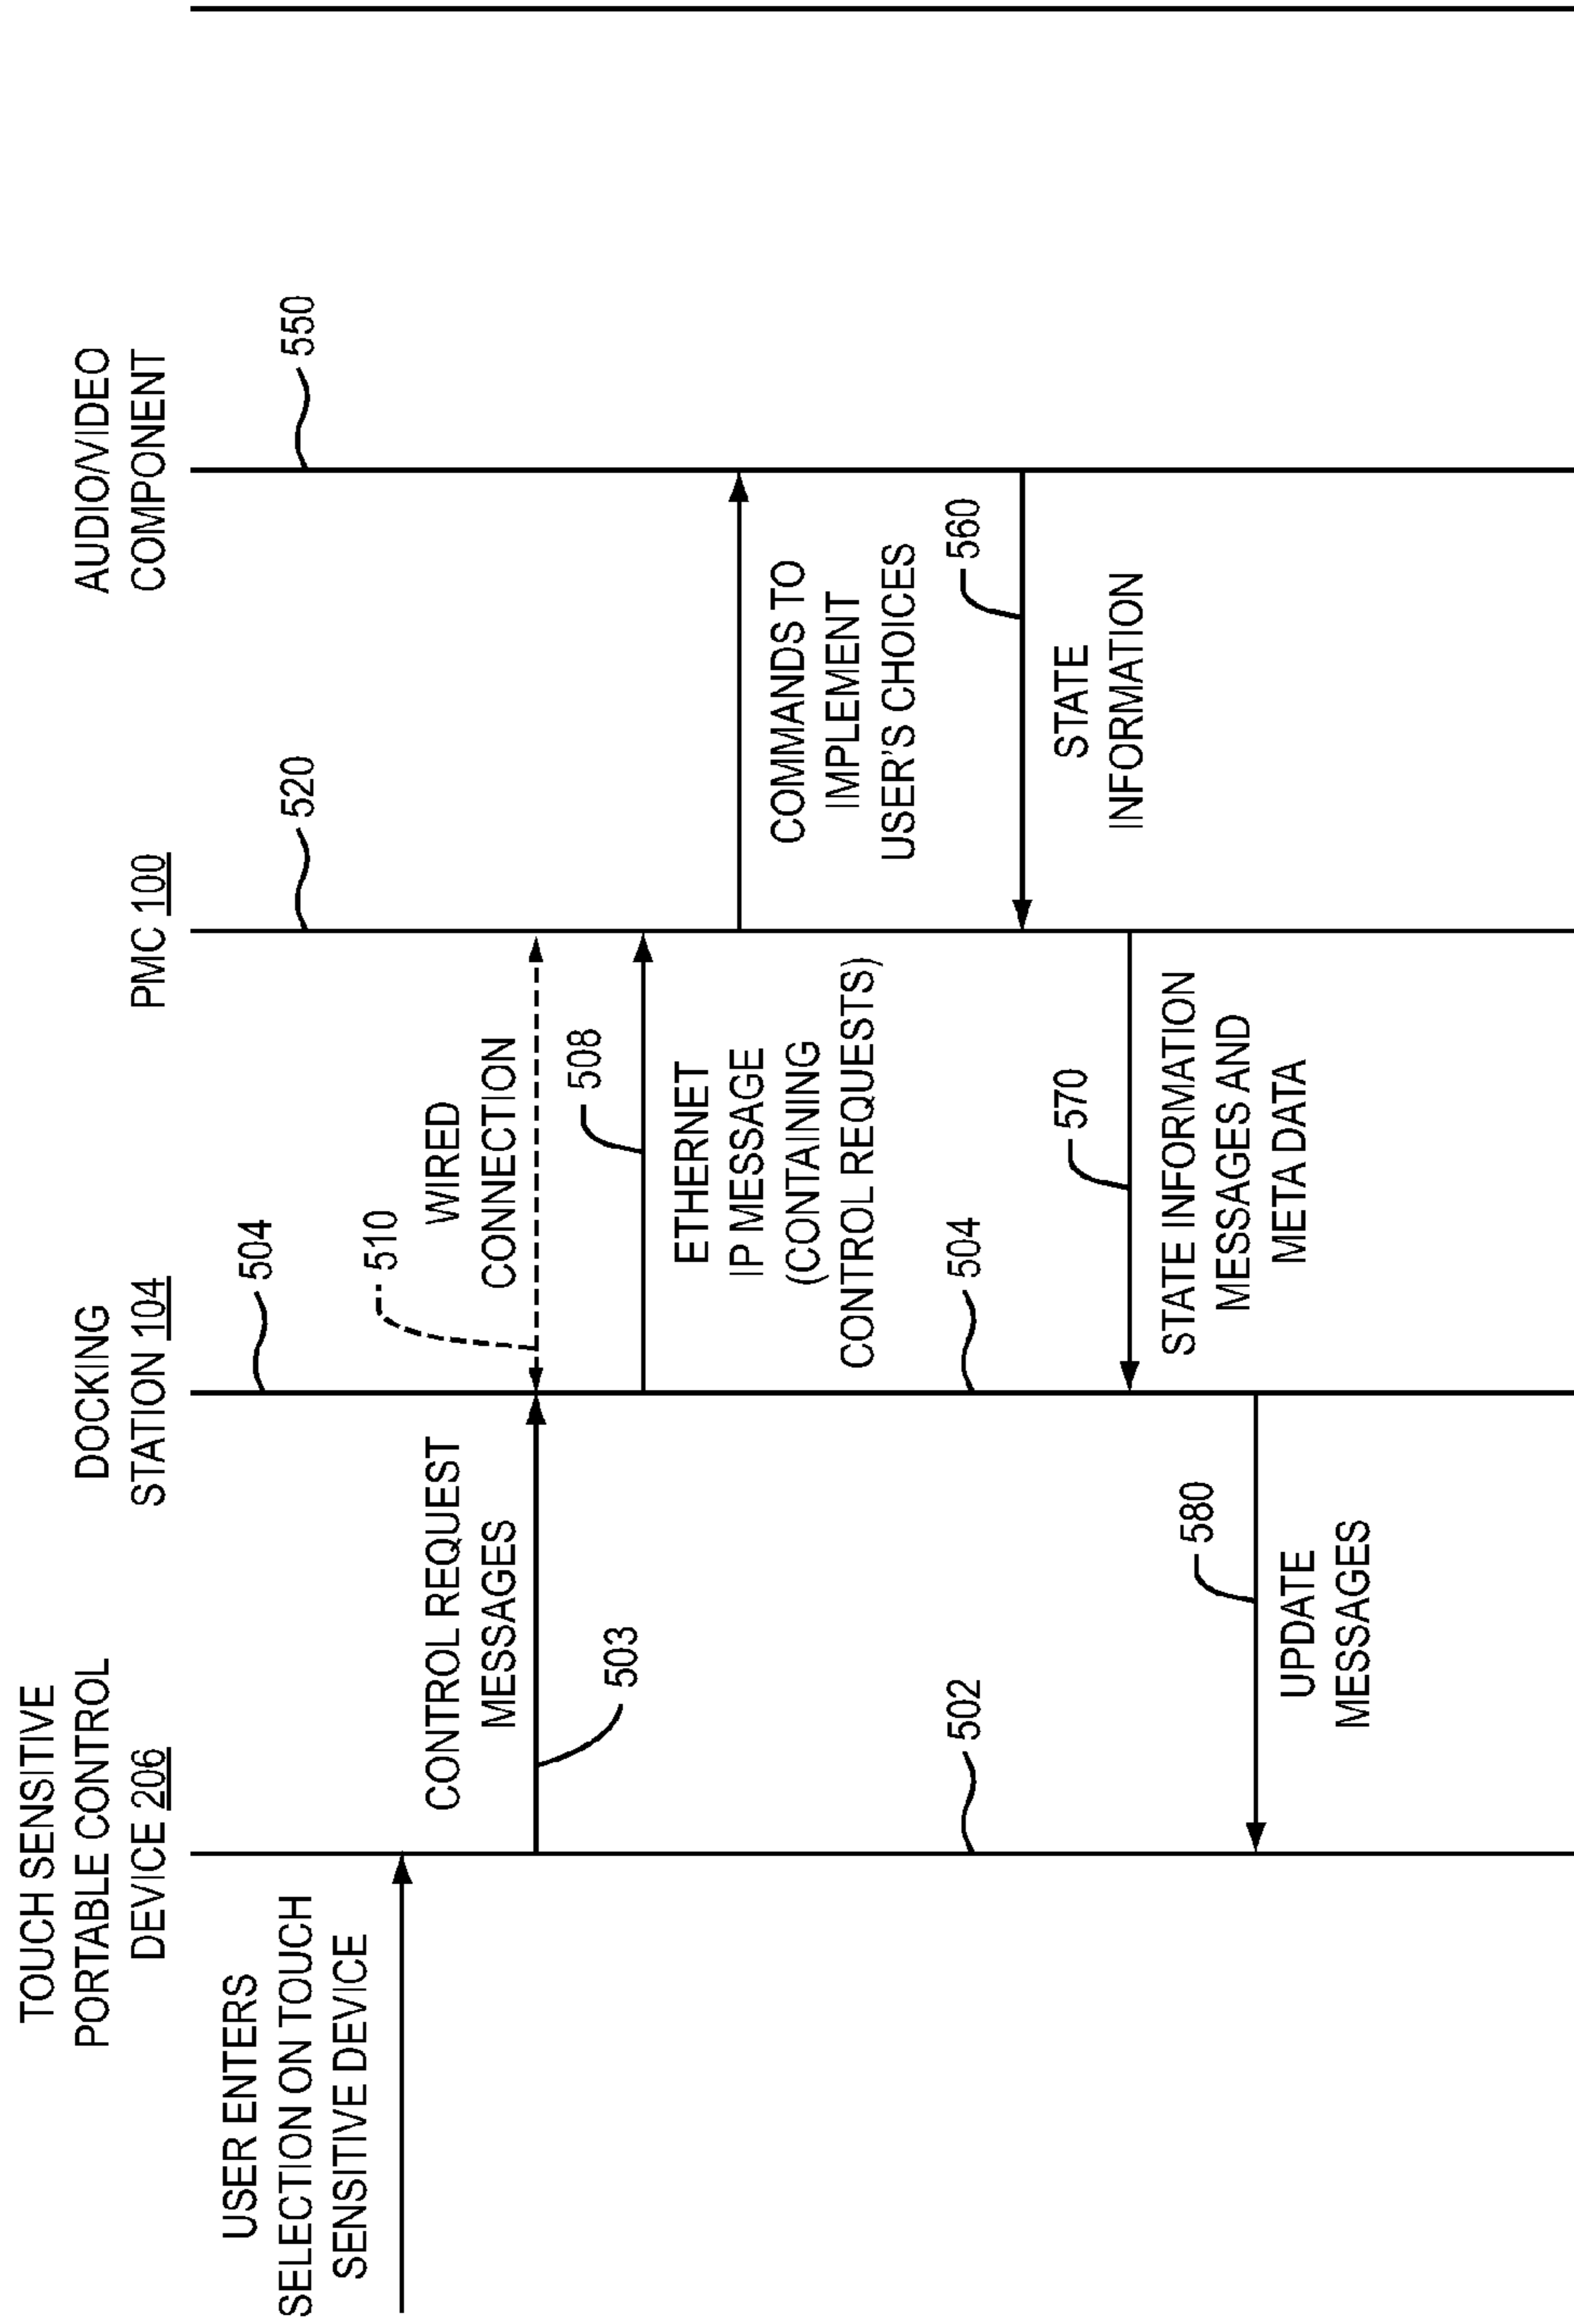 TOUCH SENSITIVE
PORTABLE CONTROL
DEVICE 206
DOCKING
STATION 104
PMC 100
AUDIO/VIDEO
COMPONENT
USER ENTERS
SELECTION ON TOUCH
SENSITIVE DEVICE
504
520
550
510
CONTROL REQUEST
MESSAGES
WIRED
CONNECTION
503
508
ETHERNET
IP MESSAGE
(CONTAINING
CONTROL REQUESTS)
COMMANDS TO
IMPLEMENT
USER'S CHOICES
502
504
560
STATE
INFORMATION
570
STATE INFORMATION
MESSAGES AND
META DATA
580
UPDATE
MESSAGES